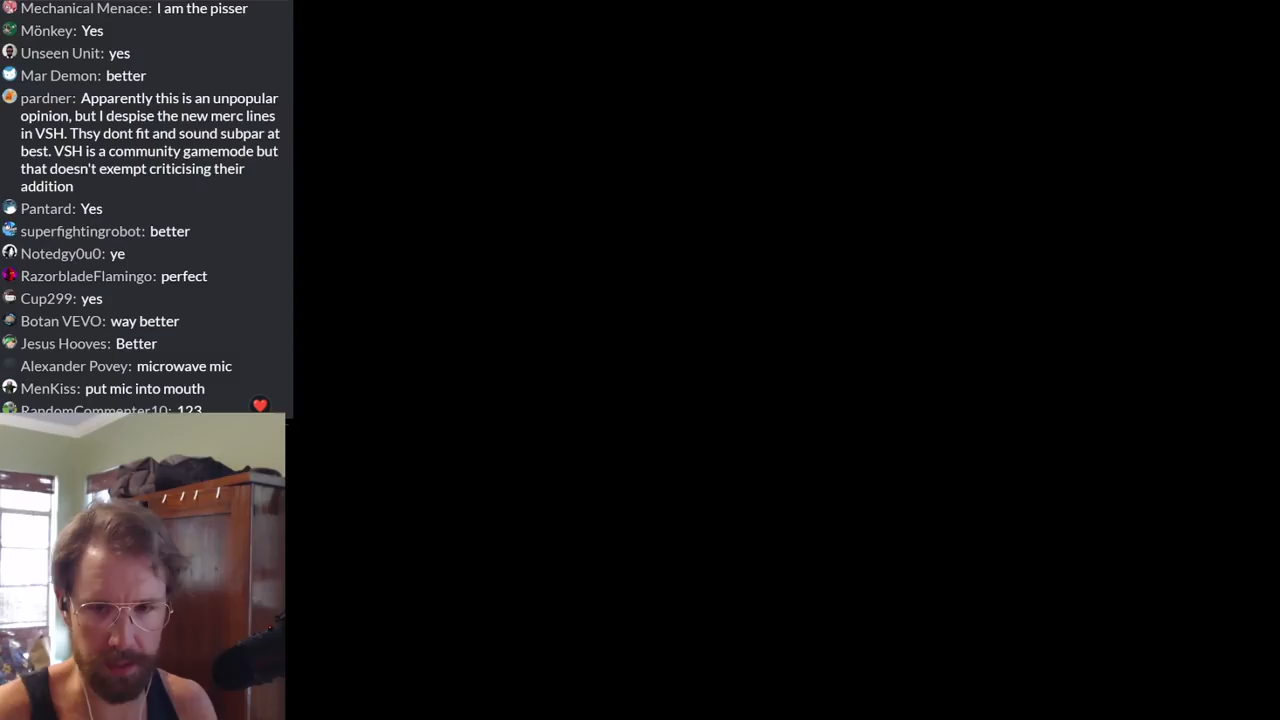 Mechanical Menace: I am the pisser
Mönkey: Yes
Unseen Unit: yes
Mar Demon: better
pardner: Apparently this is an unpopular
opinion, but I despise the new merc lines
in VSH. Thsy dont fit and sound subpar at
best. VSH is a community gamemode but
that doesn't exempt criticising their
addition
Pantard: Yes
superfightingrobot: better
Notedgy0u0: ye
RazorbladeFlamingo: perfect
Cup299: yes
Botan VEVO: way better
Jesus Hooves: Better
Alexander Povey: microwave mic
MenKiss: put mic into mouth
RandomCommenter10: 123